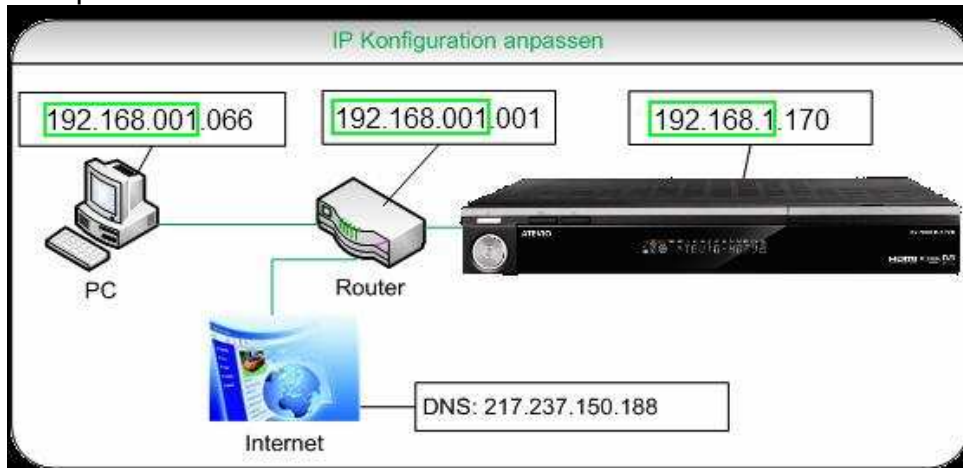 IP Konfiguration anpassen
192.168.001.066
192.168.001.001
192.168.1.170
ATEVIO
HDMI
PC
Router
DNS: 217.237.150.188
Internet